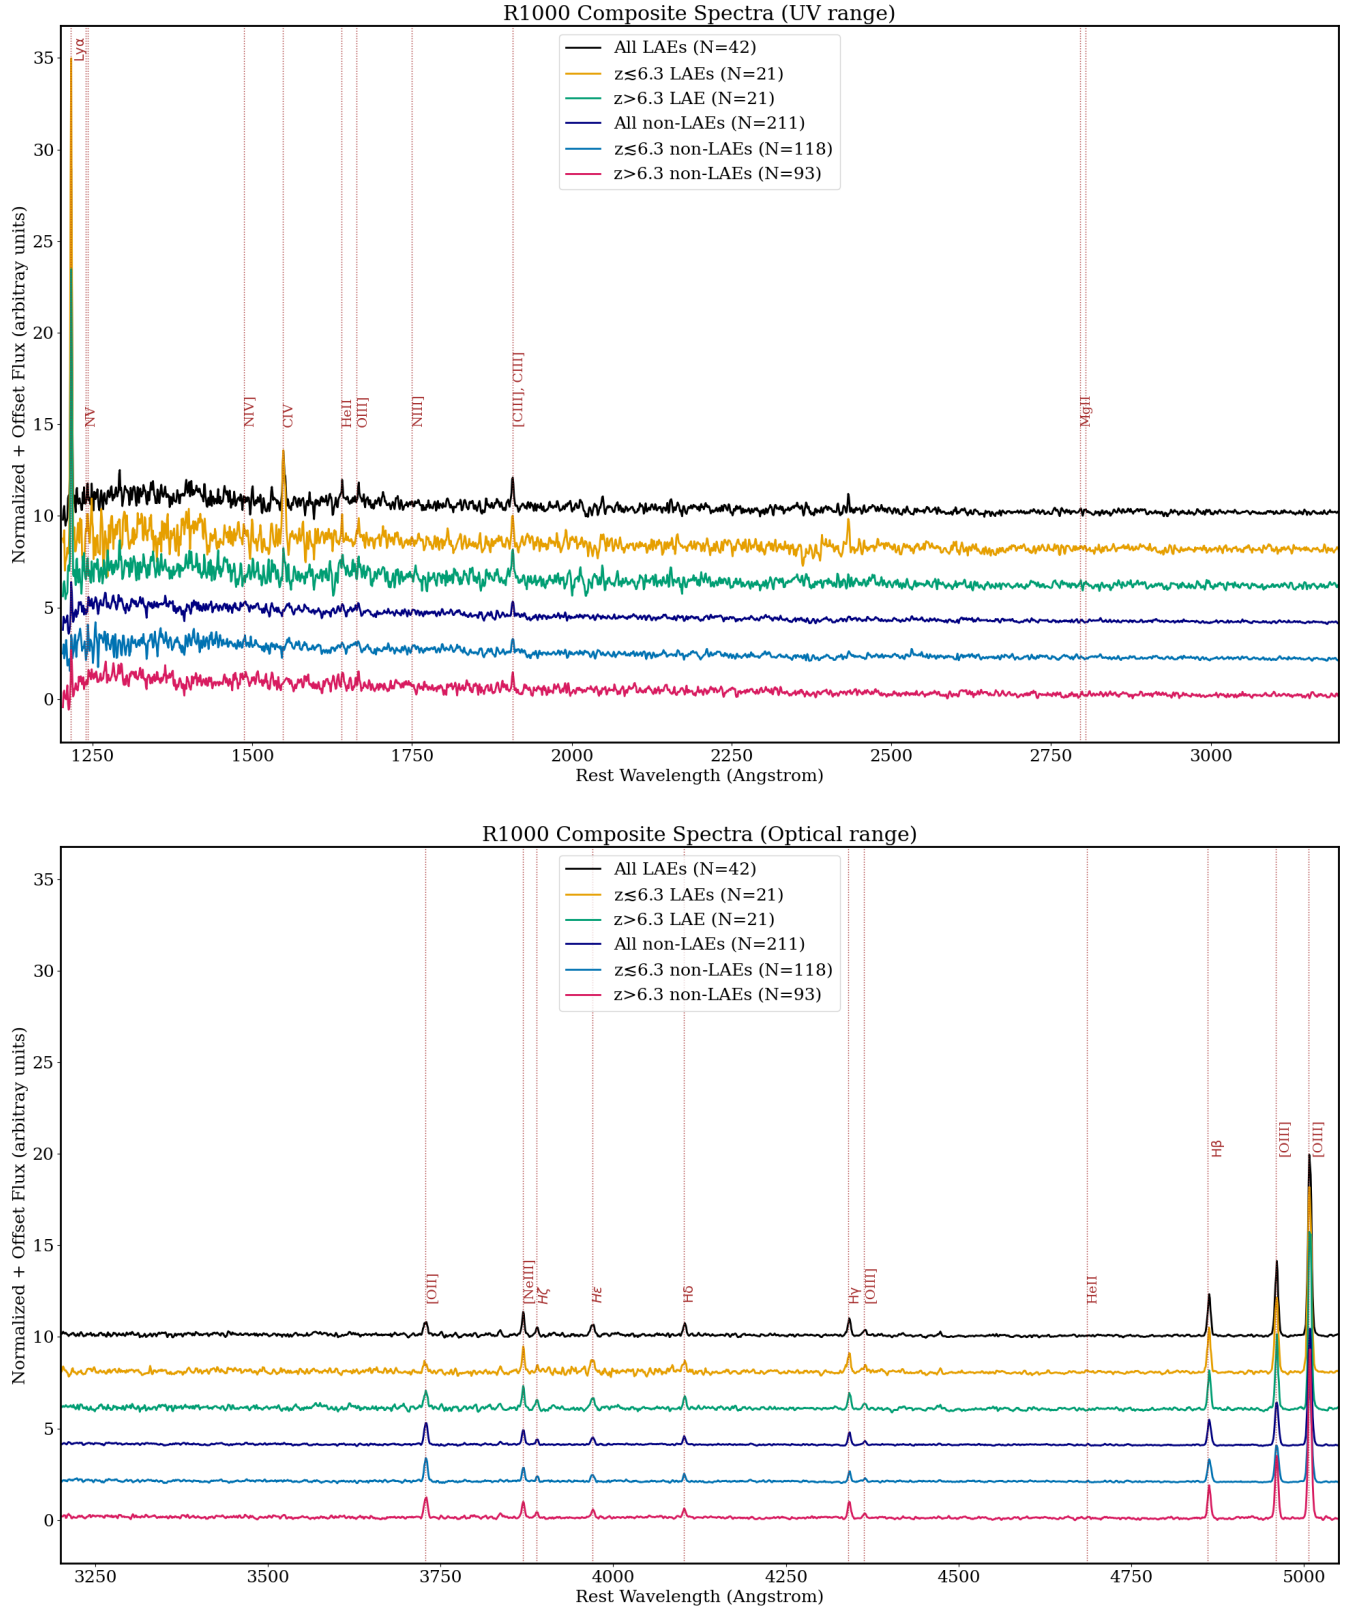 R1000 Composite Spectra (UV range)
Normalized + Offset Flux (arbitray units)
35
30
25
20
15
10
5
0
All LAEs (N=42)
z≲6.3 LAEs (N=21)
z>6.3 LAE (N=21)
All non-LAEs (N=211)
z≲6.3 non-LAEs (N=118)
z>6.3 non-LAEs (N=93)
Lyα
NV
NIV]
CIV
HeII
OIII]
NIII]
[CIII], CIII]
MgII
1250 1500 1750 2000 2250 2500 2750 3000
Rest Wavelength (Angstrom)
R1000 Composite Spectra (Optical range)
Normalized + Offset Flux (arbitray units)
35
30
25
20
15
10
5
0
All LAEs (N=42)
z≲6.3 LAEs (N=21)
z>6.3 LAE (N=21)
All non-LAEs (N=211)
z≲6.3 non-LAEs (N=118)
z>6.3 non-LAEs (N=93)
[OII]
[NeIII]
Hζ
Hε
Hδ
Hγ
[OIII]
HeII
Hβ
[OIII]
[OIII]
3250 3500 3750 4000 4250 4500 4750 5000
Rest Wavelength (Angstrom)